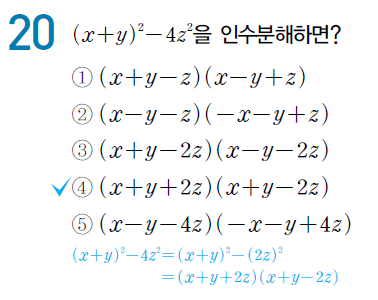 20 (x+y)²-4z²을 인수분해하면?
① (x+y-z)(x-y+z)
② (x-y-z)(-x-y+z)
③ (x+y-2z)(x-y-2z)
④ (x+y+2z)(x+y-2z)
⑤ (x-y-4z)(-x-y+4z)
(x+y)²-4z²=(x+y)²-(2z)²
=(x+y+2z)(x+y-2z)